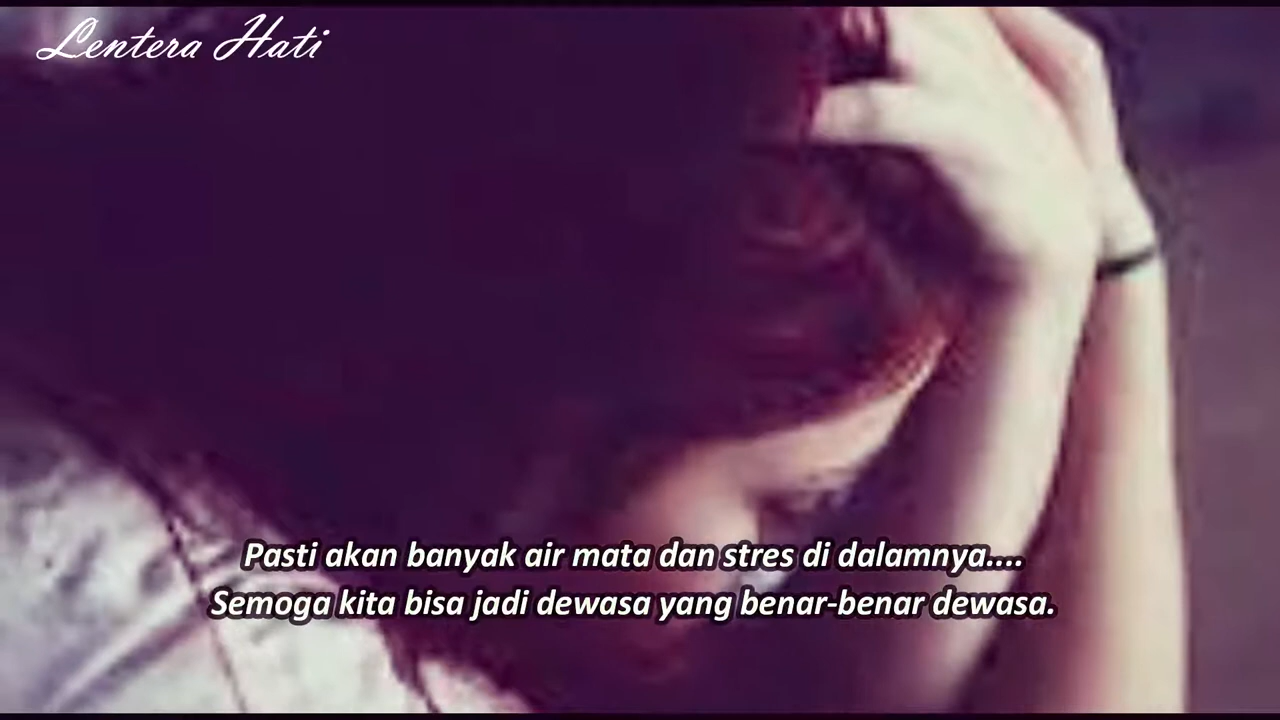 Lentera Hati
Pasti akan banyak air mata dan stres di dalamnya....
Semoga kita bisa jadi dewasa yang benar-benar dewasa.